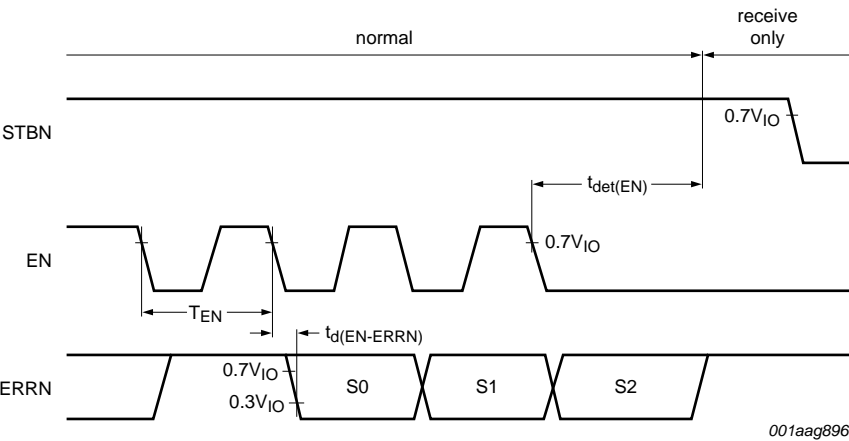 receive
normal
only
0.7VIO
STBN
tdet(EN)
0.7VIO
EN
TEN
td(EN-ERRN)
0.7VIO
ERRN
S0
S1
S2
0.3VIO
001aag896